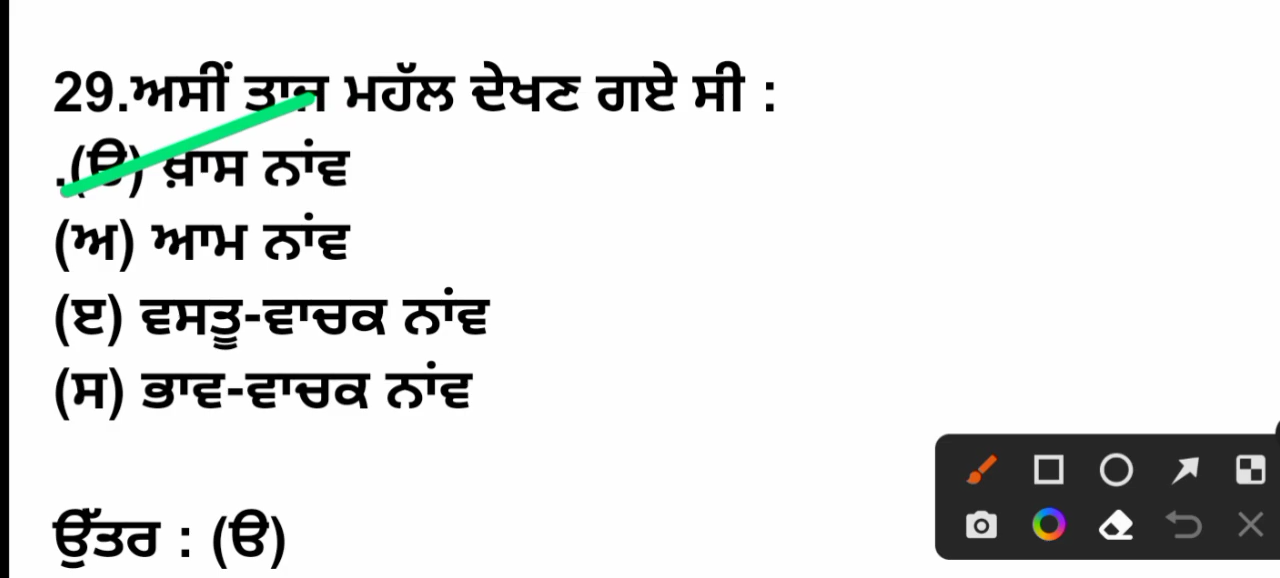 29.ਅਸੀਂ ਤਾਜ ਮਹੱਲ ਦੇਖਣ ਗਏ ਸੀ :
.(ੳ) ਖ਼ਾਸ ਨਾਂਵ
(ਅ) ਆਮ ਨਾਂਵ
(ੲ) ਵਸਤੂ-ਵਾਚਕ ਨਾਂਵ
(ਸ) ਭਾਵ-ਵਾਚਕ ਨਾਂਵ
ਉੱਤਰ : (ੳ)